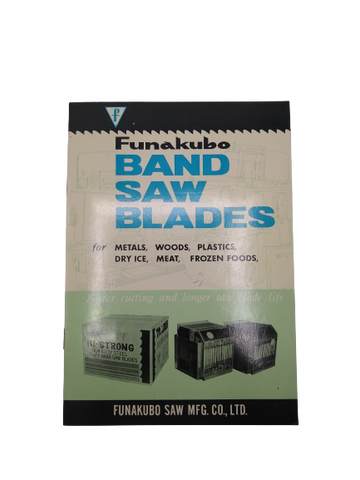 Funakubo
BAND
SAW
BLADES
for METALS, WOODS, PLASTICS,
DRY ICE, MEAT, FROZEN FOODS,
Faster cutting and longer saw blade life
HI-STRONG
FUNAKUBO SAW MFG. CO., LTD.